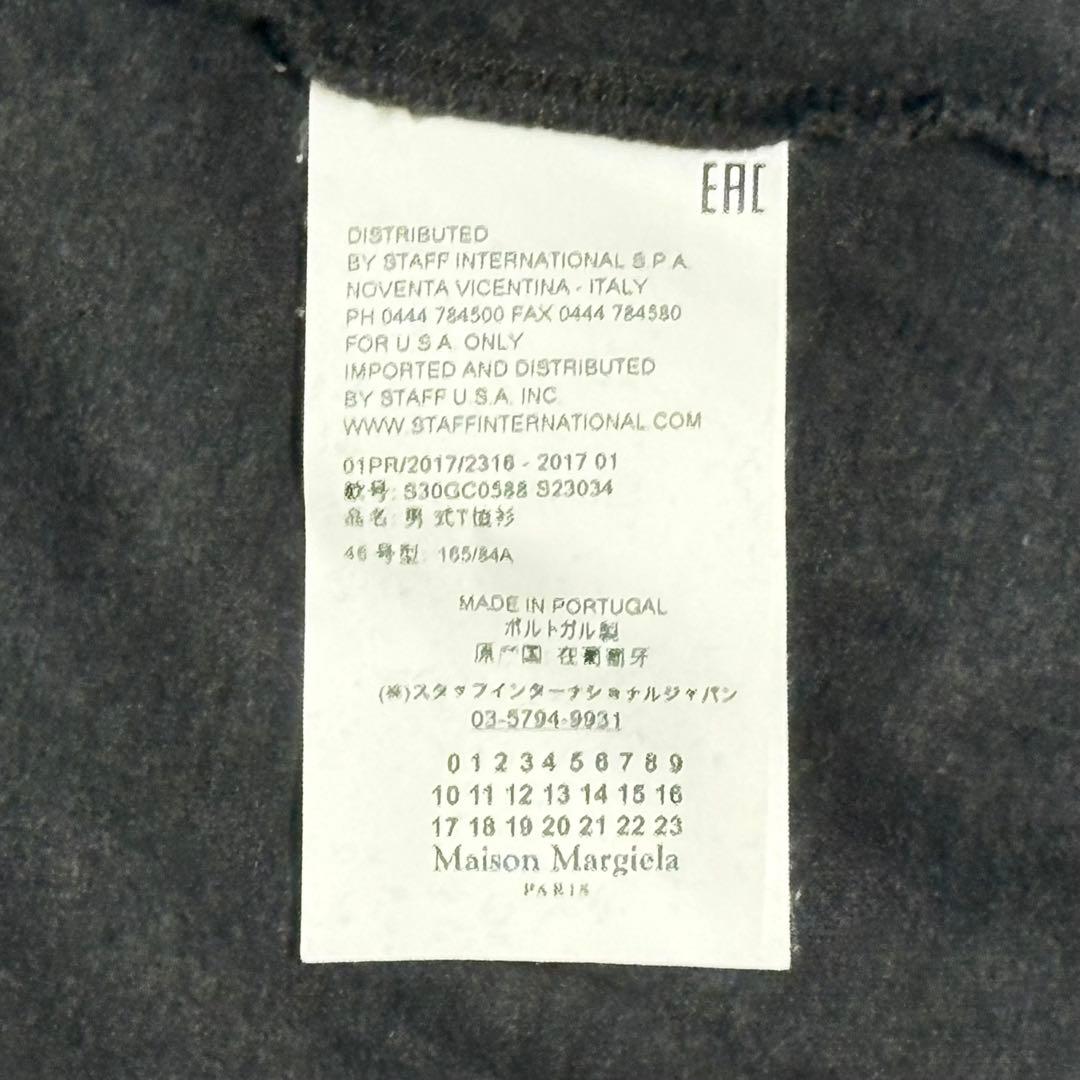 EAC
DISTRIBUTED
BY STAFF INTERNATIONAL S.P.A.
NOVENTA VICENTINA - ITALY
PH 0444 784500 FAX 0444 784580
FOR U.S.A. ONLY
IMPORTED AND DISTRIBUTED
BY STAFF U.S.A. INC.
WWW.STAFFINTERNATIONAL.COM
01PR/2017/2316 - 2017 01
款号: S30GC0588 S23034
品名: 男式T恤衫
46 号型: 165/84A
MADE IN PORTUGAL
ポルトガル製
原产国 在葡萄牙
(※)スタッフインターナショナルジャパン
03-5794-9931
0 1 2 3 4 5 6 7 8 9
10 11 12 13 14 15 16
17 18 19 20 21 22 23
Maison Margiela
PARIS